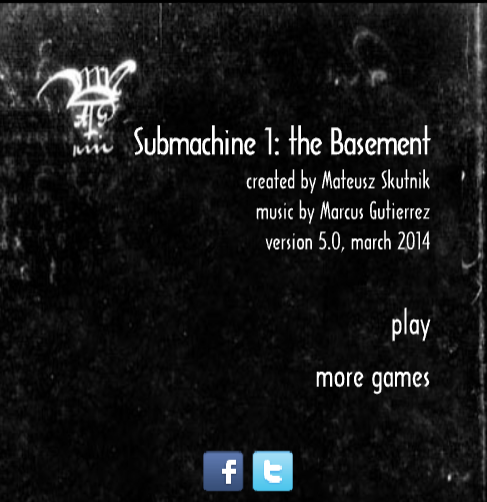 Submachine 1: the Basement
created by Mateusz Skutnik
music by Marcus Gutierrez
version 5.0, march 2014
play
more games